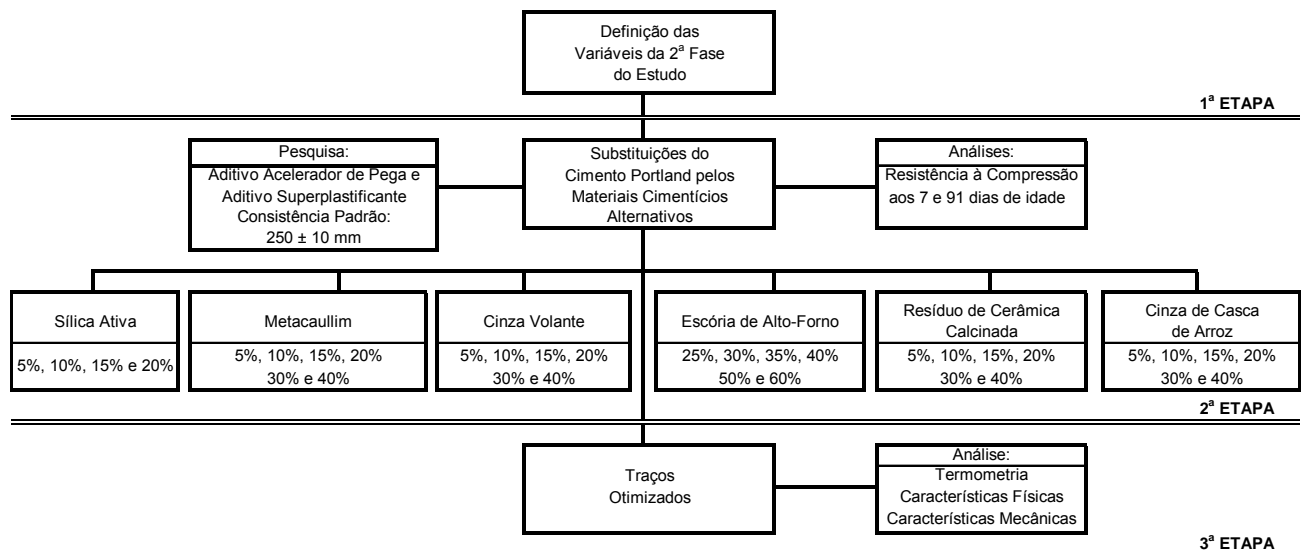 Definição das
Variáveis da 2ª Fase
do Estudo
1ª ETAPA
Pesquisa:
Aditivo Acelerador de Pega e
Aditivo Superplastificante
Consistência Padrão:
250 ± 10 mm
Substituições do
Cimento Portland pelos
Materiais Cimentícios
Alternativos
Análises:
Resistência à Compressão
aos 7 e 91 dias de idade
Sílica Ativa
5%, 10%, 15% e 20%
Metacaullim
5%, 10%, 15%, 20%
30% e 40%
Cinza Volante
5%, 10%, 15%, 20%
30% e 40%
Escória de Alto-Forno
25%, 30%, 35%, 40%
50% e 60%
Resíduo de Cerâmica
Calcinada
5%, 10%, 15%, 20%
30% e 40%
Cinza de Casca
de Arroz
5%, 10%, 15%, 20%
30% e 40%
2ª ETAPA
Traços
Otimizados
Análise:
Termometria
Características Físicas
Características Mecânicas
3ª ETAPA